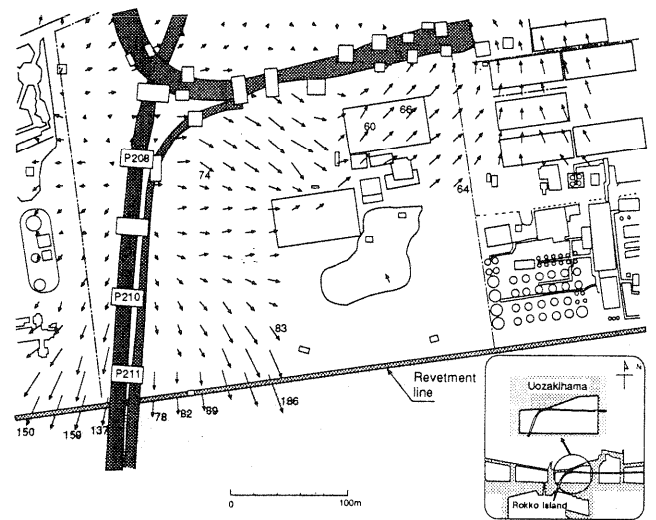 66
60
P208
74
64
P210
83
P211
Revetment
line
186
150
159
137
78
82
89
N
Uozakihama
Rokko Island
0
100m